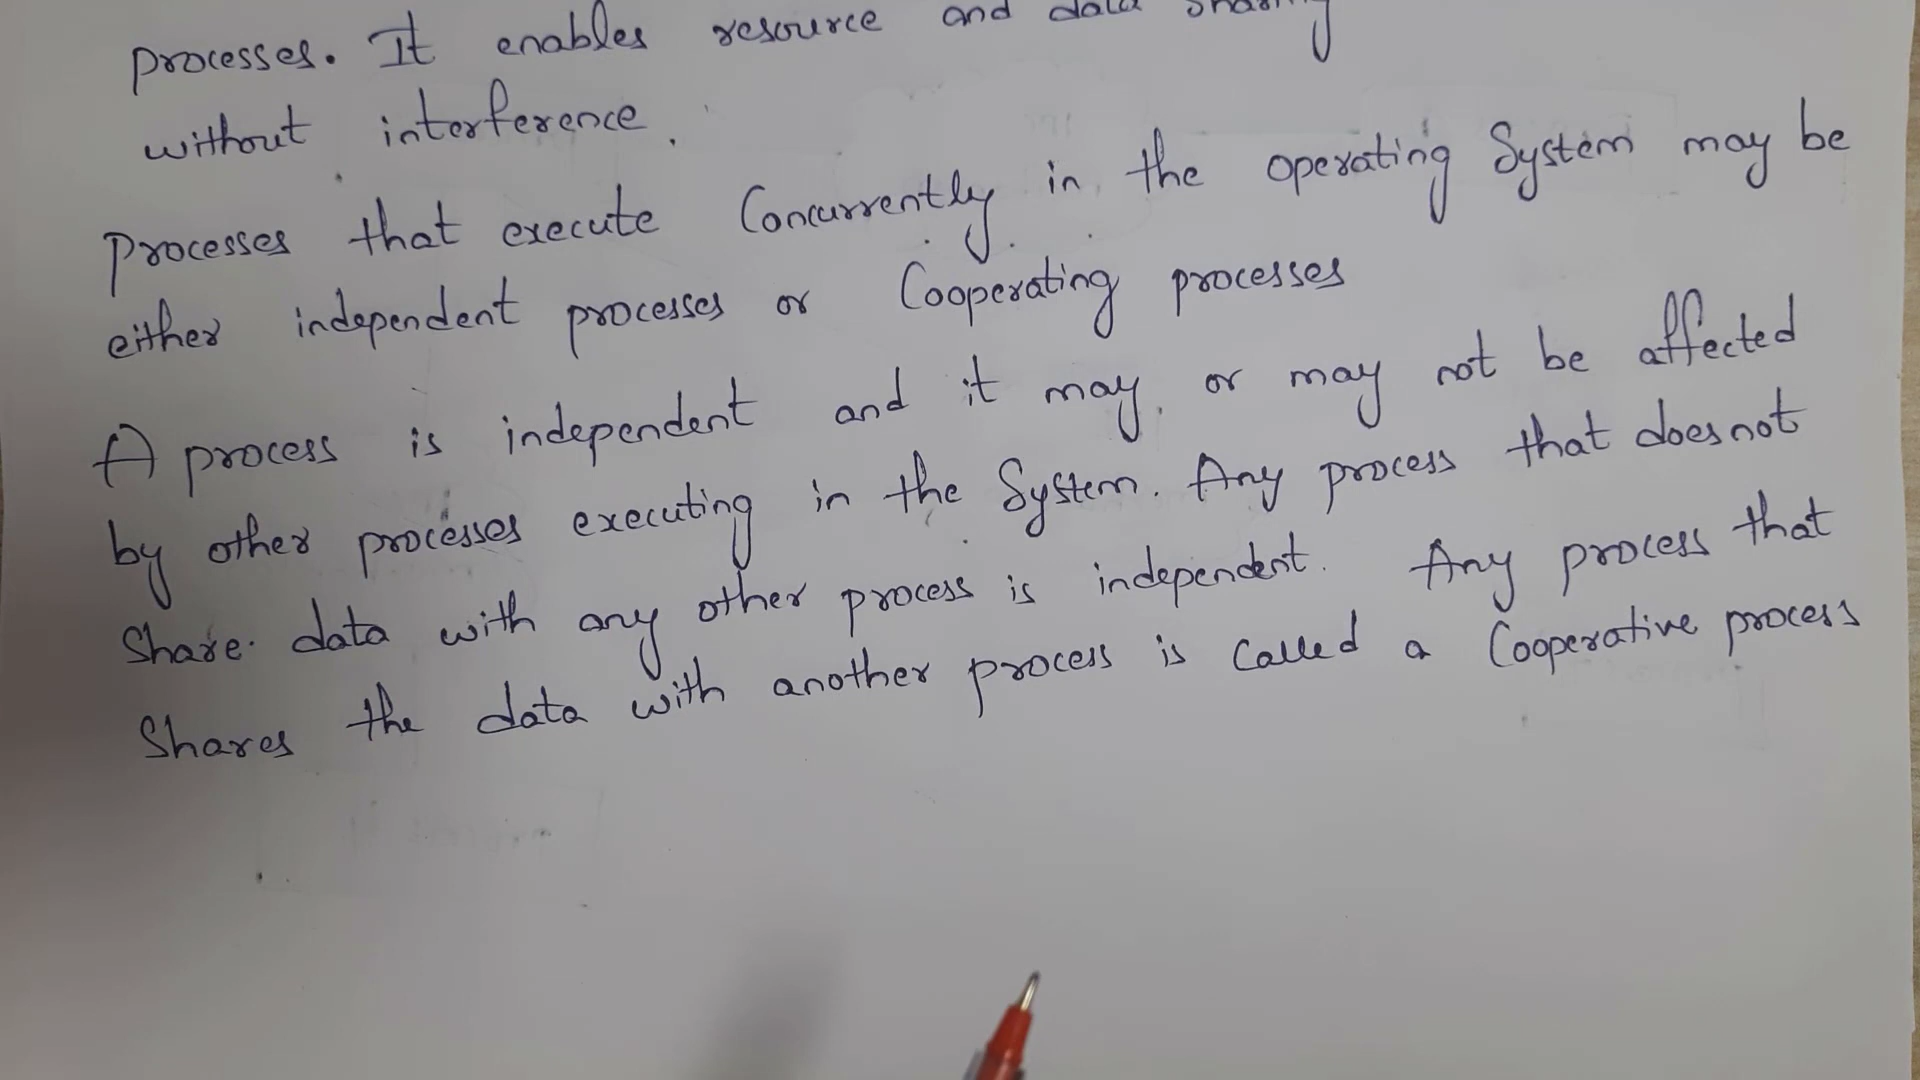 processes. It enables resource and data sharing
without interference.
processes that execute Concurrently in the operating System may be
either independent processes or Cooperating processes
A process is independent and it may or may not be affected
by other processes executing in the System. Any process that does not
Share data with any other process is independent. Any process that
Shares the data with another process is called a Cooperative process